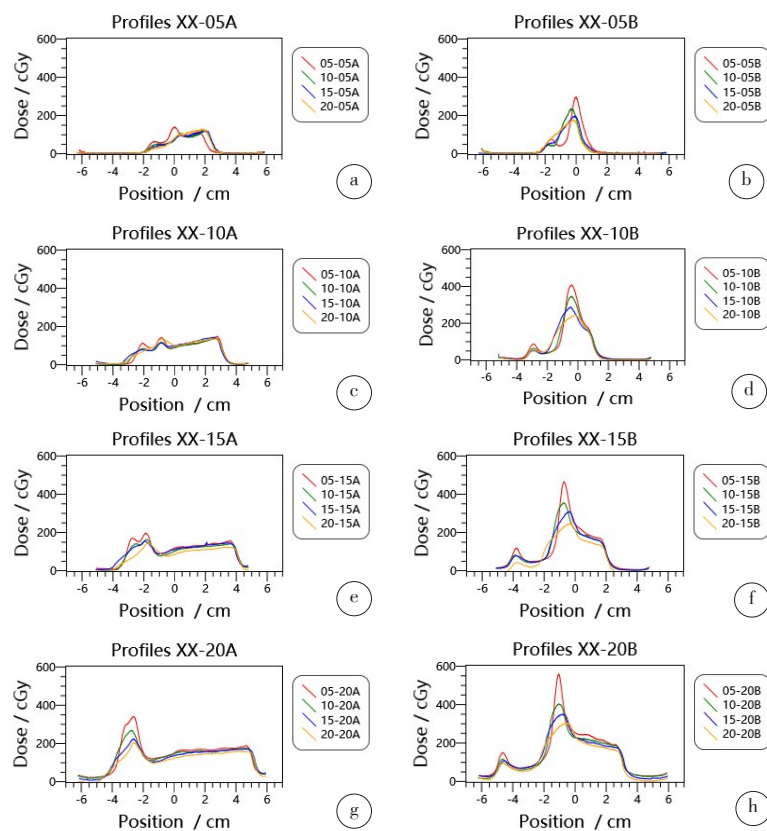 Profiles XX-05A
Dose / cGy
600
400
200
0
-6 -4 -2 0 2 4 6
Position / cm
05-05A
10-05A
15-05A
20-05A
a
Profiles XX-05B
Dose / cGy
600
400
200
0
-6 -4 -2 0 2 4 6
Position / cm
05-05B
10-05B
15-05B
20-05B
b
Profiles XX-10A
Dose / cGy
600
400
200
0
-6 -4 -2 0 2 4 6
Position / cm
05-10A
10-10A
15-10A
20-10A
c
Profiles XX-10B
Dose / cGy
600
400
200
0
-6 -4 -2 0 2 4 6
Position / cm
05-10B
10-10B
15-10B
20-10B
d
Profiles XX-15A
Dose / cGy
600
400
200
0
-6 -4 -2 0 2 4 6
Position / cm
05-15A
10-15A
15-15A
20-15A
e
Profiles XX-15B
Dose / cGy
600
400
200
0
-6 -4 -2 0 2 4 6
Position / cm
05-15B
10-15B
15-15B
20-15B
f
Profiles XX-20A
Dose / cGy
600
400
200
0
-6 -4 -2 0 2 4 6
Position / cm
05-20A
10-20A
15-20A
20-20A
g
Profiles XX-20B
Dose / cGy
600
400
200
0
-6 -4 -2 0 2 4 6
Position / cm
05-20B
10-20B
15-20B
20-20B
h